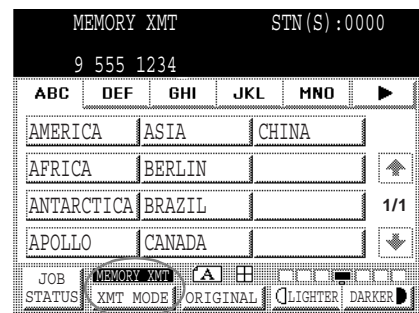 MEMORY XMT STN(S):0000
9 555 1234
ABC DEF GHI JKL MNO
AMERICA ASIA CHINA
AFRICA BERLIN
ANTARCTICA BRAZIL 1/1
APOLLO CANADA
JOB STATUS MEMORY XMT XMT MODE A ORIGINAL LIGHTER DARKER